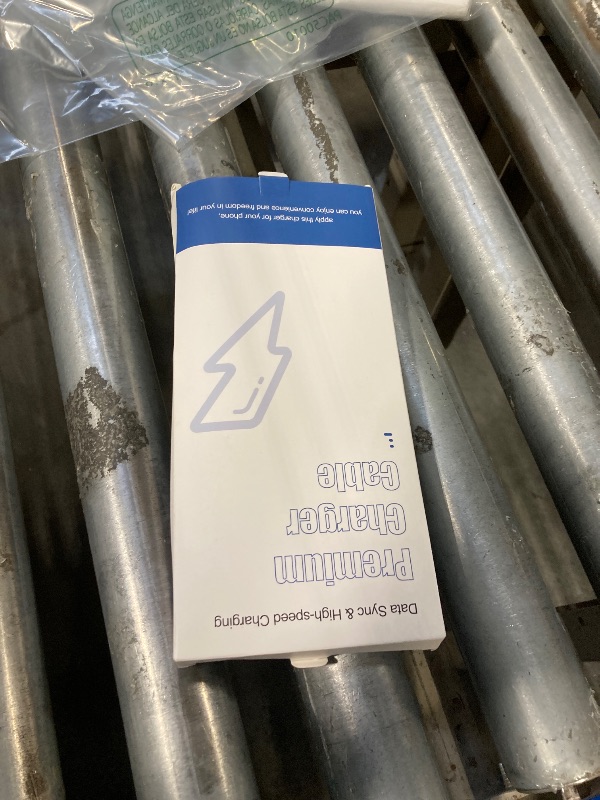 Data Sync & High-speed Charging
Premium
Charger
Cable
apply this charger for your phone,
you can enjoy convenience and freedom in your life!